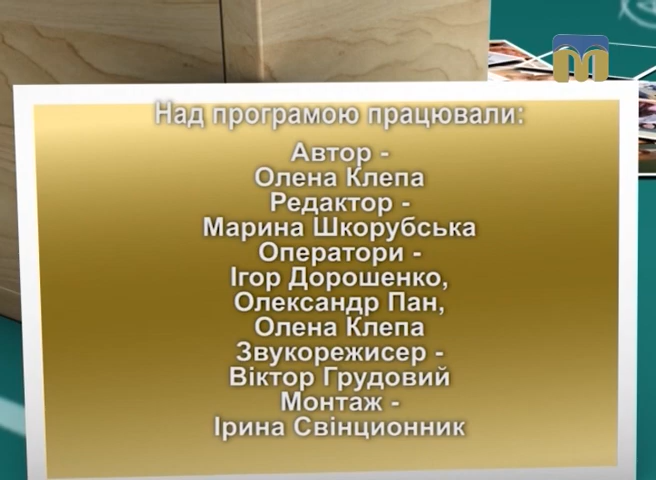 Над програмою працювали:
Автор -
Олена Клепа
Редактор -
Марина Шкорубська
Оператори -
Ігор Дорошенко,
Олександр Пан,
Олена Клепа
Звукорежисер -
Віктор Грудовий
Монтаж -
Ірина Свінционник